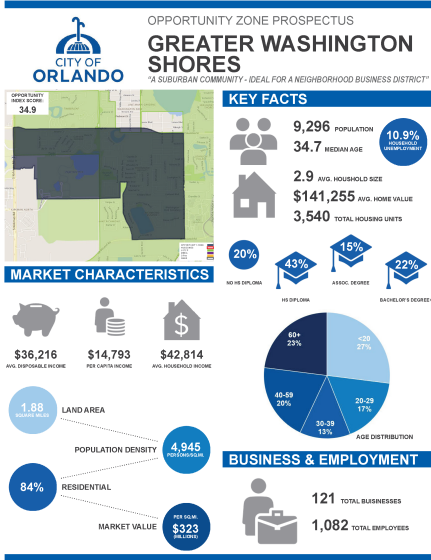 CITY OF
ORLANDO
OPPORTUNITY ZONE PROSPECTUS
GREATER WASHINGTON
SHORES
"A SUBURBAN COMMUNITY - IDEAL FOR A NEIGHBORHOOD BUSINESS DISTRICT"
OPPORTUNITY
INDEX SCORE:
34.9
KEY FACTS
9,296 POPULATION
34.7 MEDIAN AGE
10.9%
HOUSEHOLD
UNEMPLOYMENT
2.9 AVG. HOUSHOLD SIZE
$141,255 AVG. HOME VALUE
3,540 TOTAL HOUSING UNITS
20%
NO HS DIPLOMA
43%
HS DIPLOMA
15%
ASSOC. DEGREE
22%
BACHELOR'S DEGREE+
MARKET CHARACTERISTICS
$36,216
AVG. DISPOSABLE INCOME
$14,793
PER CAPITA INCOME
$42,814
AVG. HOUSEHOLD INCOME
1.88
SQUARE MILES
LAND AREA
POPULATION DENSITY
4,945
PERSONS/SQ.MI.
84%
RESIDENTIAL
MARKET VALUE
PER SQ.MI.
$323
(MILLIONS)
60+
23%
<20
27%
40-59
20%
20-29
17%
30-39
13%
AGE DISTRIBUTION
BUSINESS & EMPLOYMENT
121 TOTAL BUISINESSES
1,082 TOTAL EMPLOYEES